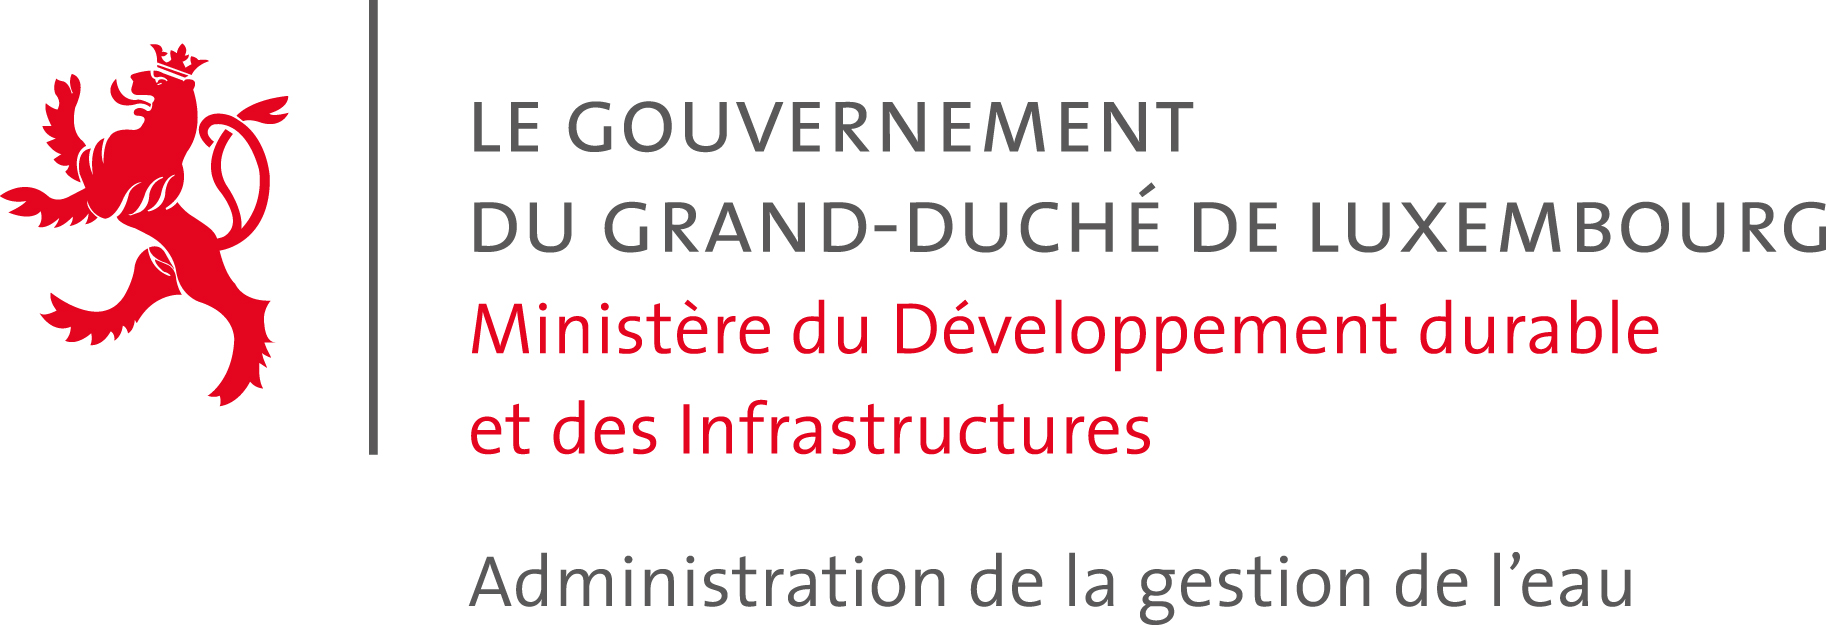 LE GOUVERNEMENT
DU GRAND-DUCHÉ DE LUXEMBOURG
Ministère du Développement durable
et des Infrastructures
Administration de la gestion de l’eau